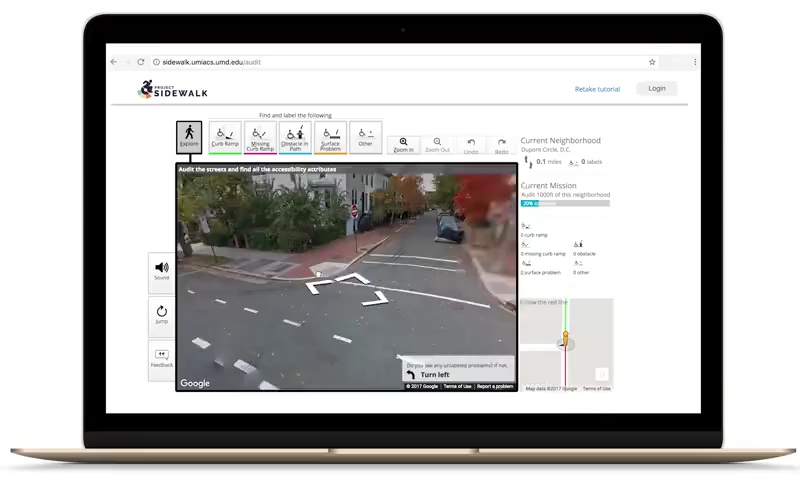 sidewalk.umiacs.umd.edu/audit
PROJECT
SIDEWALK
Retake tutorial
Login
Find and label the following
Explore
Curb Ramp
Missing
Curb Ramp
Obstacle in
Path
Surface
Problem
Other
Zoom In
Zoom Out
Undo
Redo
Current Neighborhood
Dupont Circle, D.C.
0.1 miles
0 labels
Current Mission
Audit 1000ft of this neighborhood
20%
0 curb ramp
0 missing curb ramp
0 obstacle
0 surface problem
0 other
Audit the streets and find all the accessibility attributes
Sound
Jump
Feedback
Follow the red line
Do you see any unlabeled problems? If not,
Turn left
Google
© 2017 Google
Terms of Use
Report a problem
Map data ©2017 Google
Terms of Use